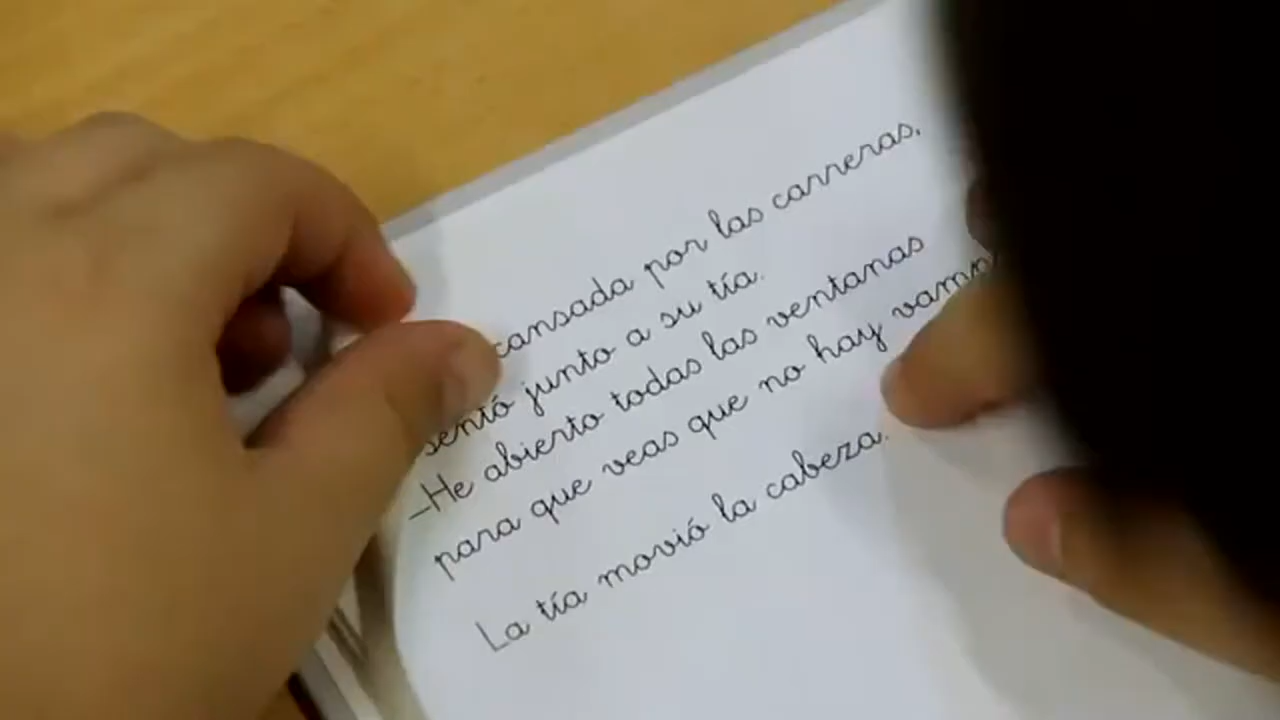 cansada por las carreras,
sentó junto a su tía.
–He abierto todas las ventanas
para que veas que no hay
La tía movió la cabeza.